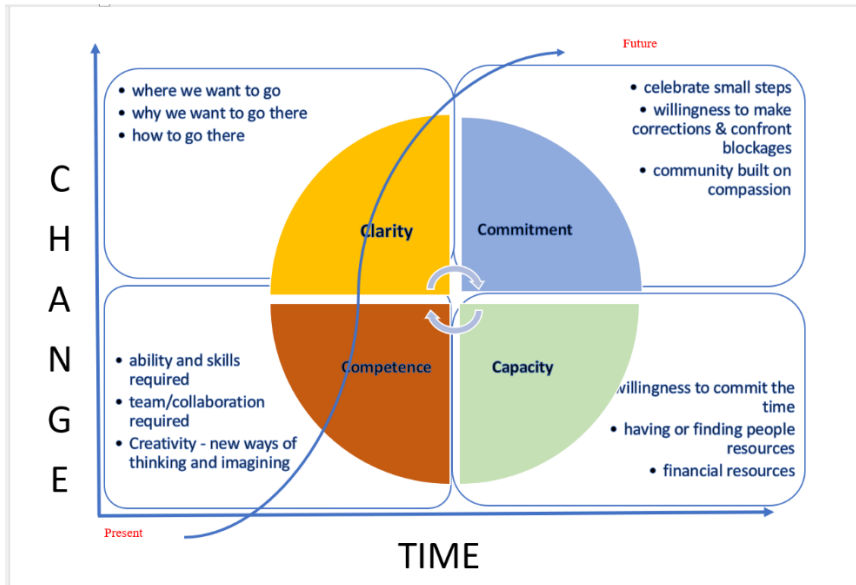 Future
• where we want to go
• why we want to go there
• how to go there
• celebrate small steps
• willingness to make
corrections & confront
blockages
• community built on
compassion
C
H
A
N
G
E
Clarity
Commitment
Competence
Capacity
• ability and skills
required
• team/collaboration
required
• Creativity - new ways of
thinking and imagining
willingness to commit the
time
• having or finding people
resources
• financial resources
Present
TIME